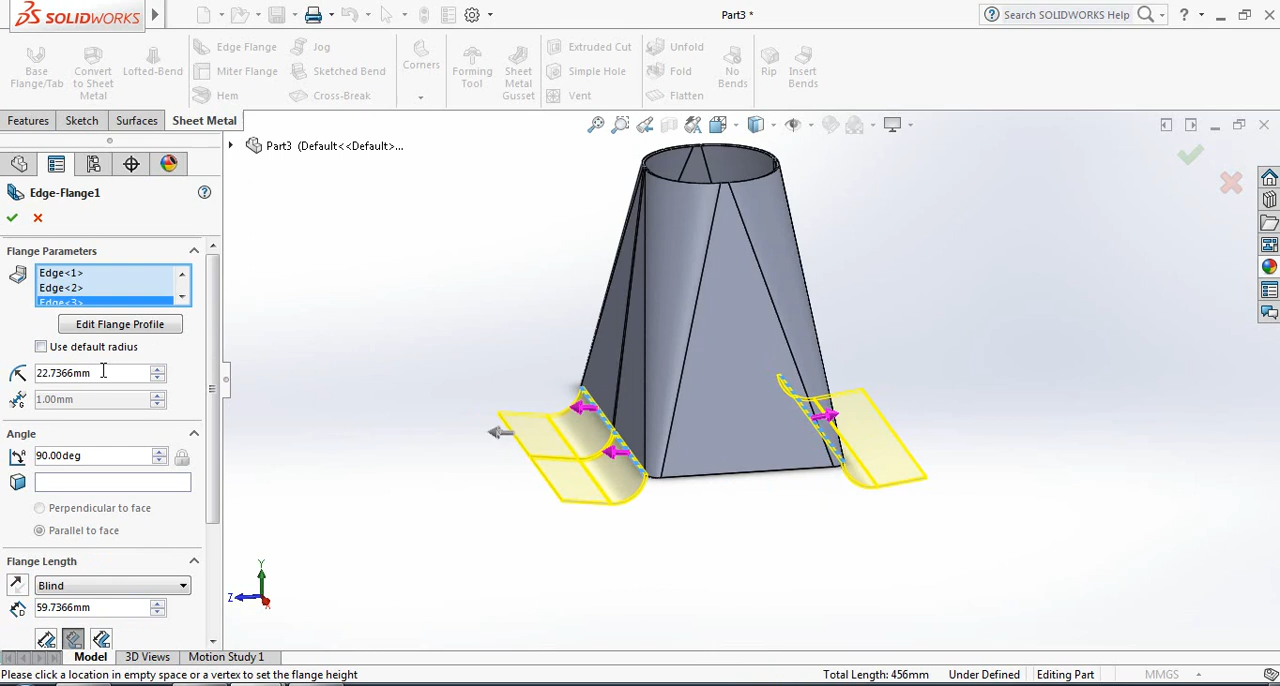 SOLIDWORKS
Part3 *
Search SOLIDWORKS Help
?
Base Flange/Tab
Convert to Sheet Metal
Lofted-Bend
Edge Flange
Miter Flange
Hem
Jog
Sketched Bend
Cross-Break
Corners
Forming Tool
Sheet Metal Gusset
Extruded Cut
Simple Hole
Vent
Unfold
Fold
Flatten
No Bends
Rip
Insert Bends
Features
Sketch
Surfaces
Sheet Metal
Part3 (Default<<Default>...
Edge-Flange1
?
Flange Parameters
Edge<1>
Edge<2>
Edge<3>
Edit Flange Profile
Use default radius
22.7366mm
1.00mm
Angle
90.00deg
Perpendicular to face
Parallel to face
Flange Length
Blind
59.7366mm
Y
Z
X
Model
3D Views
Motion Study 1
Please click a location in empty space or a vertex to set the flange height
Total Length: 456mm
Under Defined
Editing Part
MMGS